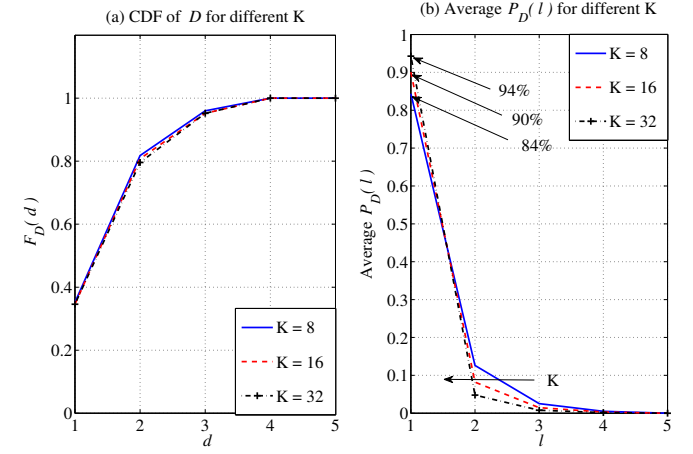 (a) CDF of D for different K
F_D(d)
1
0.8
0.6
0.4
0.2
0
1 2 3 4 5
d
K = 8
K = 16
K = 32
(b) Average P_D(l) for different K
Average P_D(l)
1
0.9
0.8
0.7
0.6
0.5
0.4
0.3
0.2
0.1
0
1 2 3 4 5
l
K = 8
K = 16
K = 32
94%
90%
84%
K